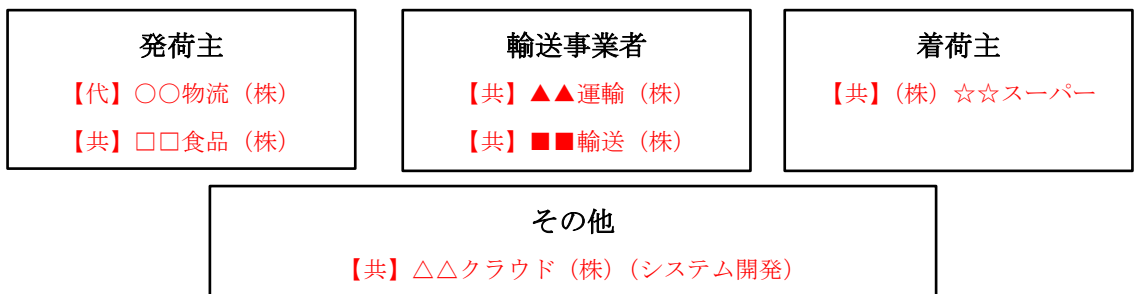 発荷主
【代】○○物流（株）
【共】□□食品（株）
輸送事業者
【共】▲▲運輸（株）
【共】■■輸送（株）
着荷主
【共】（株）☆☆スーパー
その他
【共】△△クラウド（株）（システム開発）